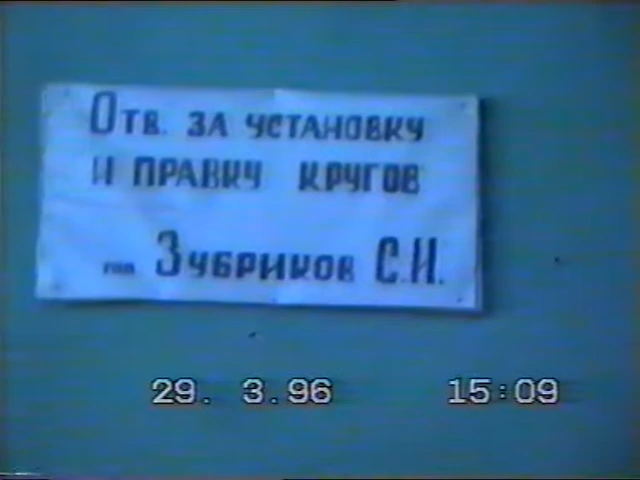 Отв. за установку
и правку кругов
Зубриков С.И.
29. 3.96 15:09